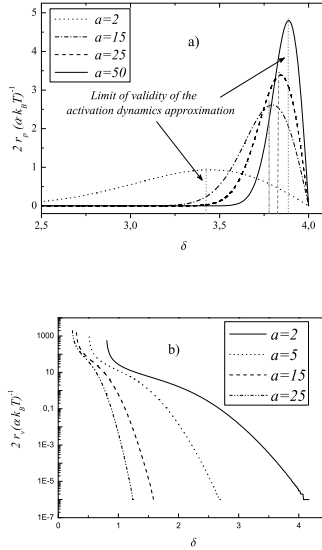 5
4
3
2
1
0
2 r_p (α k_B T)^-1
a=2
a=15
a=25
a=50
a)
Limit of validity of the
activation dynamics approximation
2,5 3,0 3,5 4,0
δ
1000
10
0,1
1E-3
1E-5
1E-7
2 r_v (α k_B T)^-1
b)
a=2
a=5
a=15
a=25
0 1 2 3 4
δ